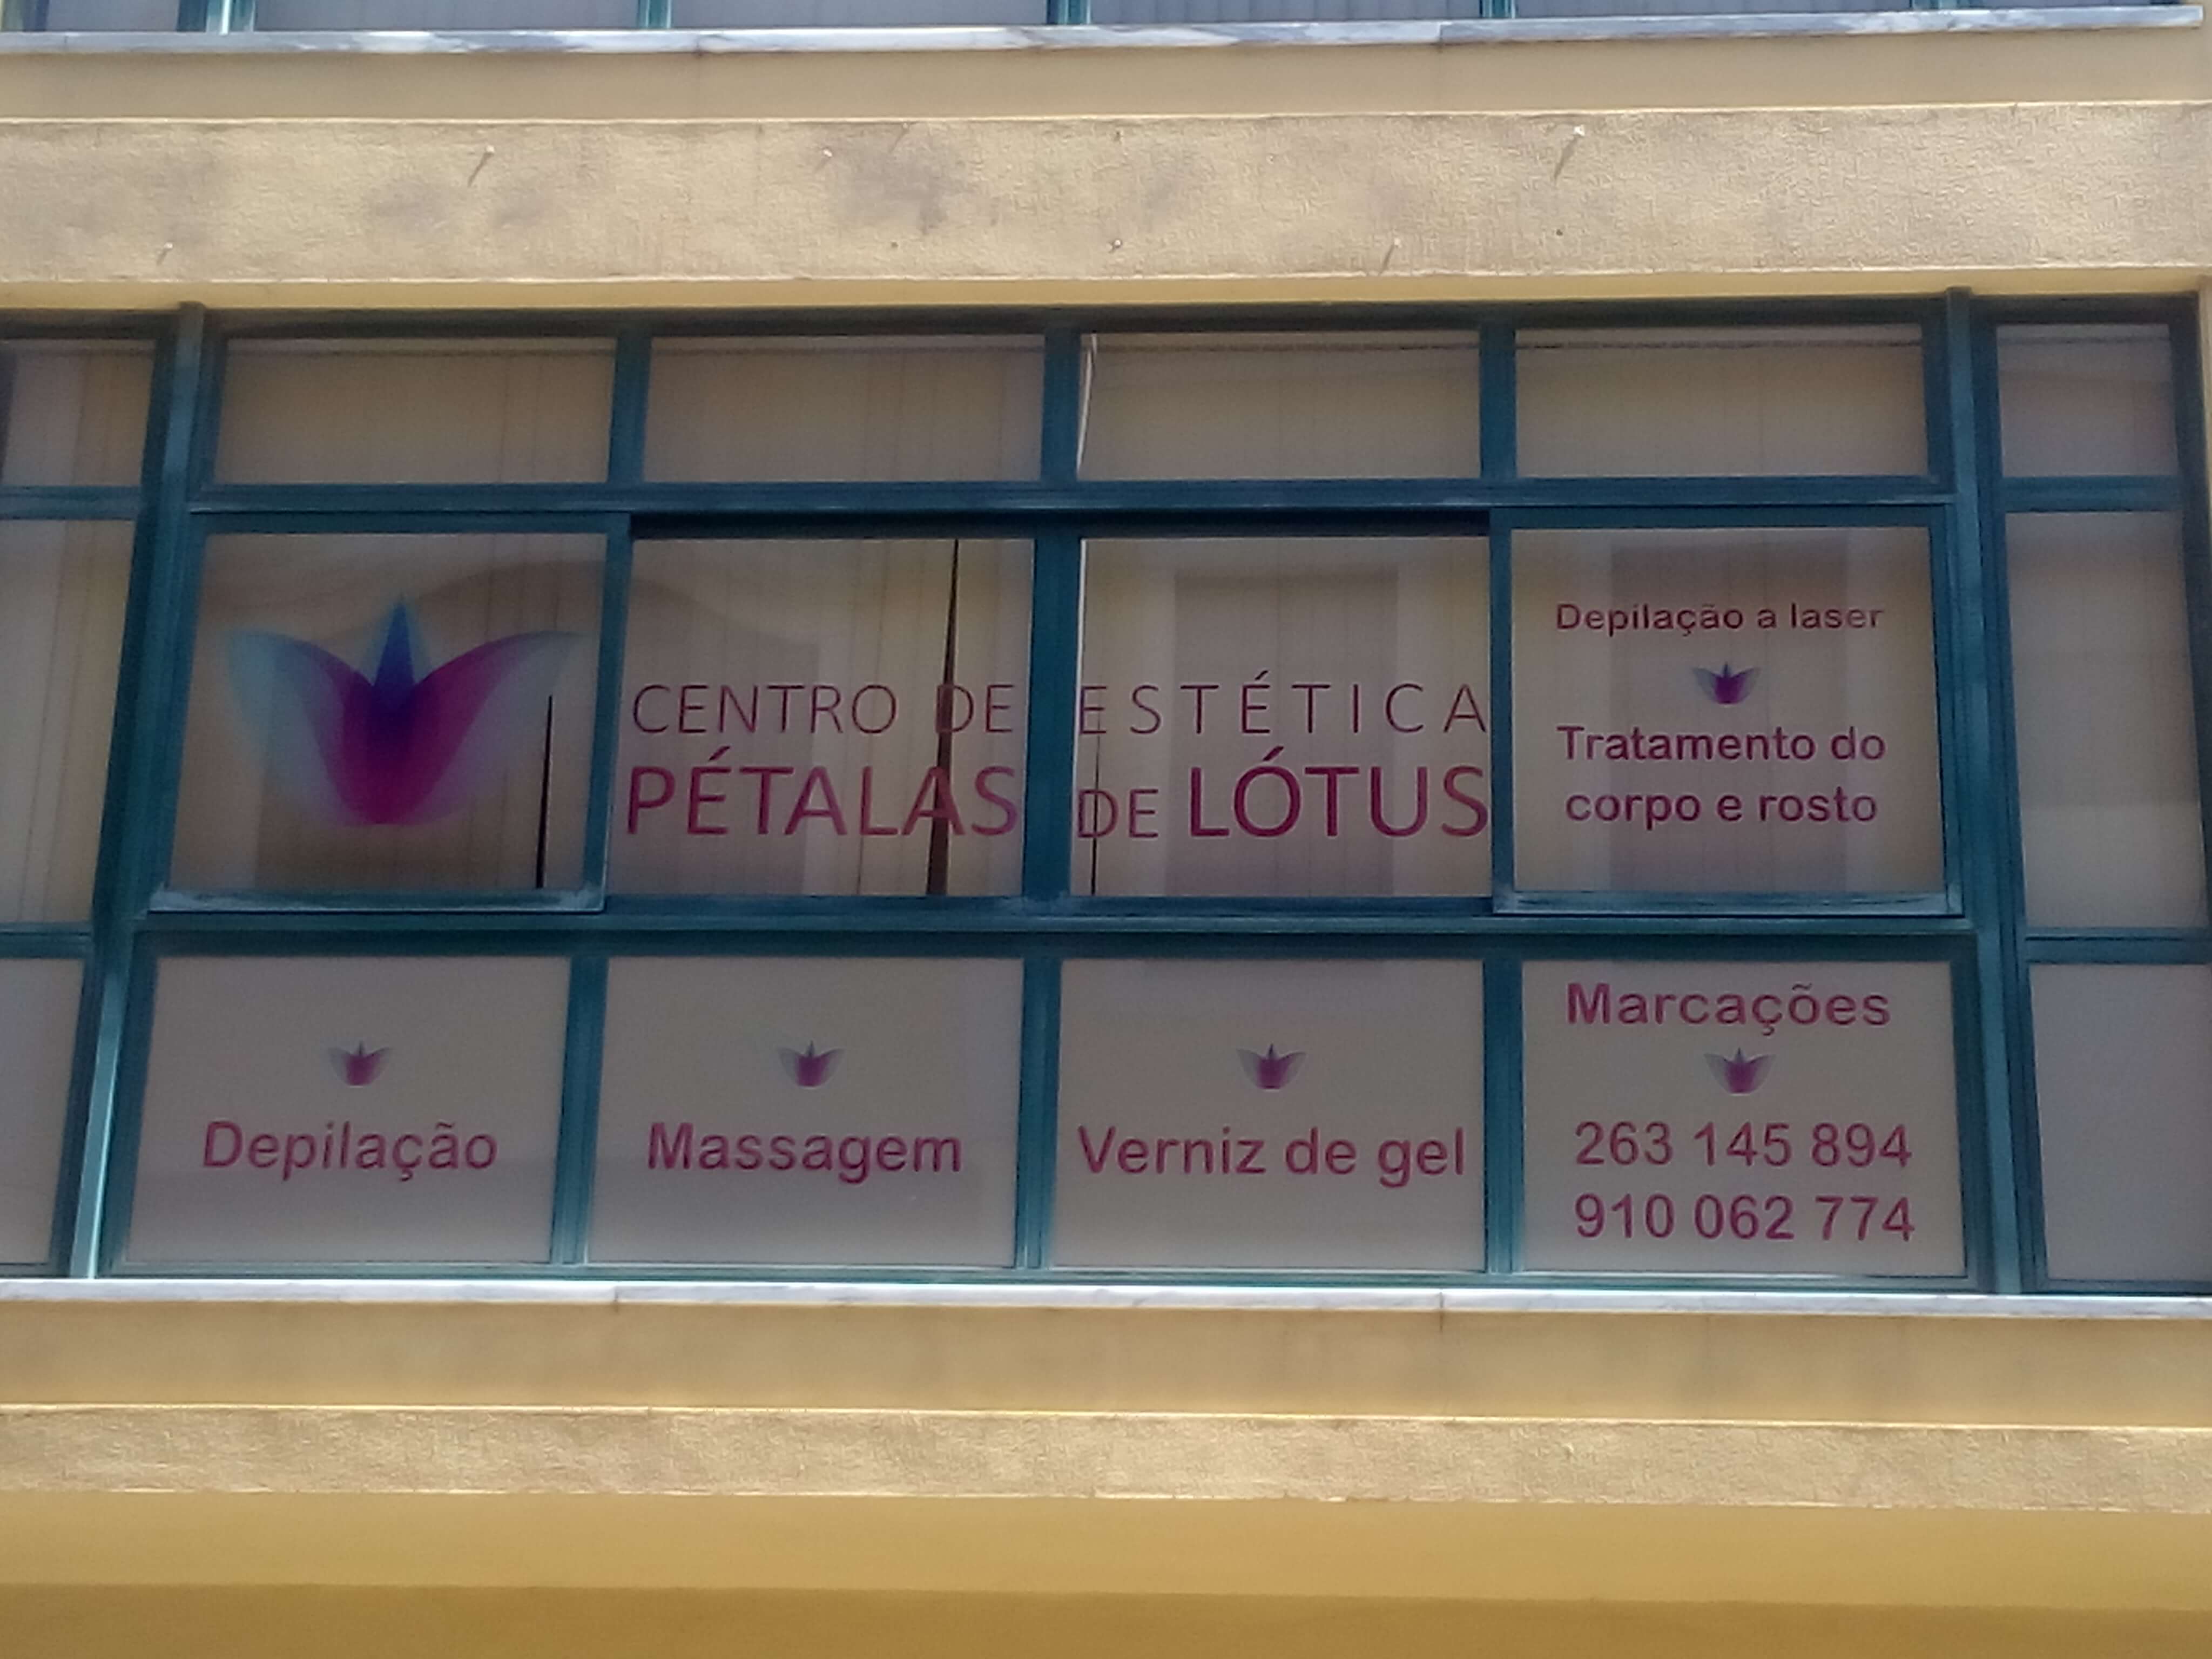 CENTRO DE ESTÉTICA
PÉTALAS DE LÓTUS
Depilação a laser
Tratamento do
corpo e rosto
Depilação
Massagem
Verniz de gel
Marcações
263 145 894
910 062 774